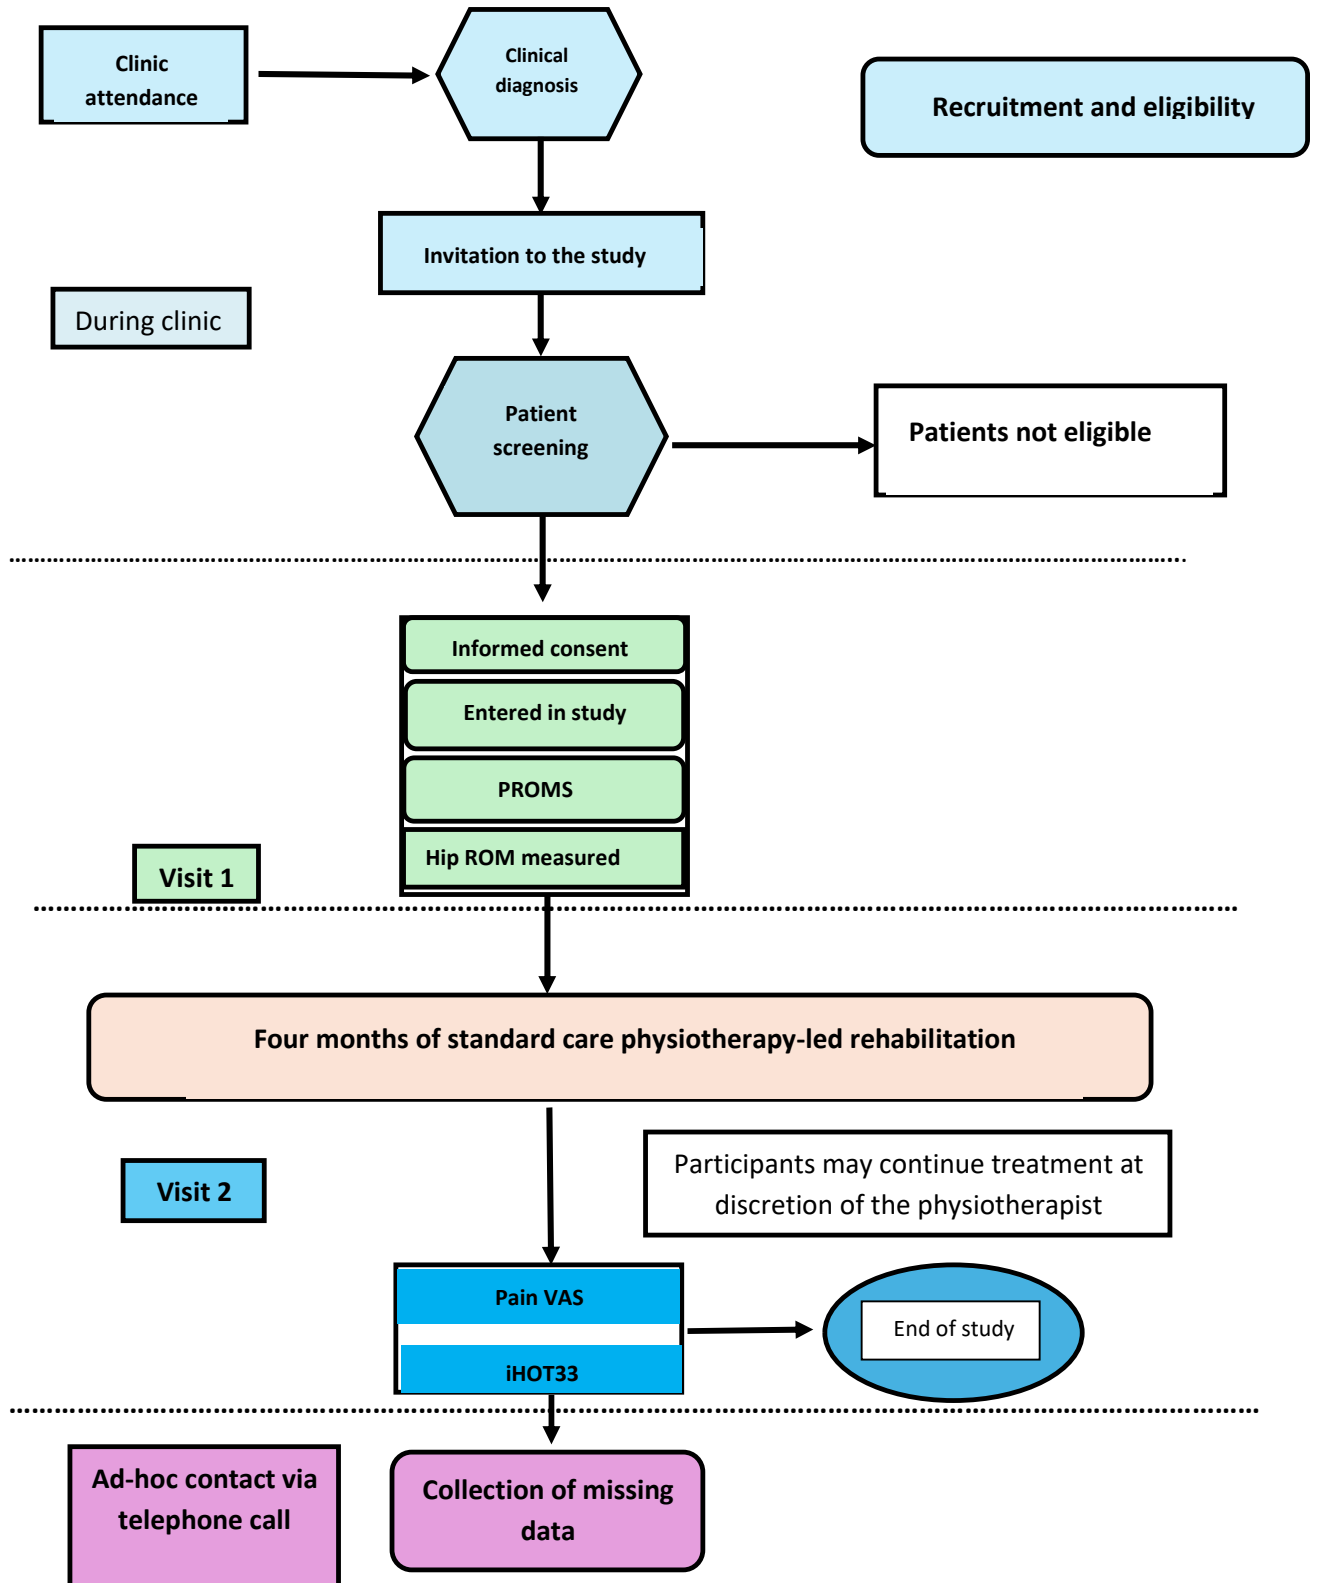 Clinic
attendance
Clinical
diagnosis
Recruitment and eligibility
Invitation to the study
During clinic
Patient
screening
Patients not eligible
Informed consent
Entered in study
PROMS
Hip ROM measured
Visit 1
Four months of standard care physiotherapy-led rehabilitation
Participants may continue treatment at
discretion of the physiotherapist
Visit 2
Pain VAS
iHOT33
End of study
Ad-hoc contact via
telephone call
Collection of missing
data